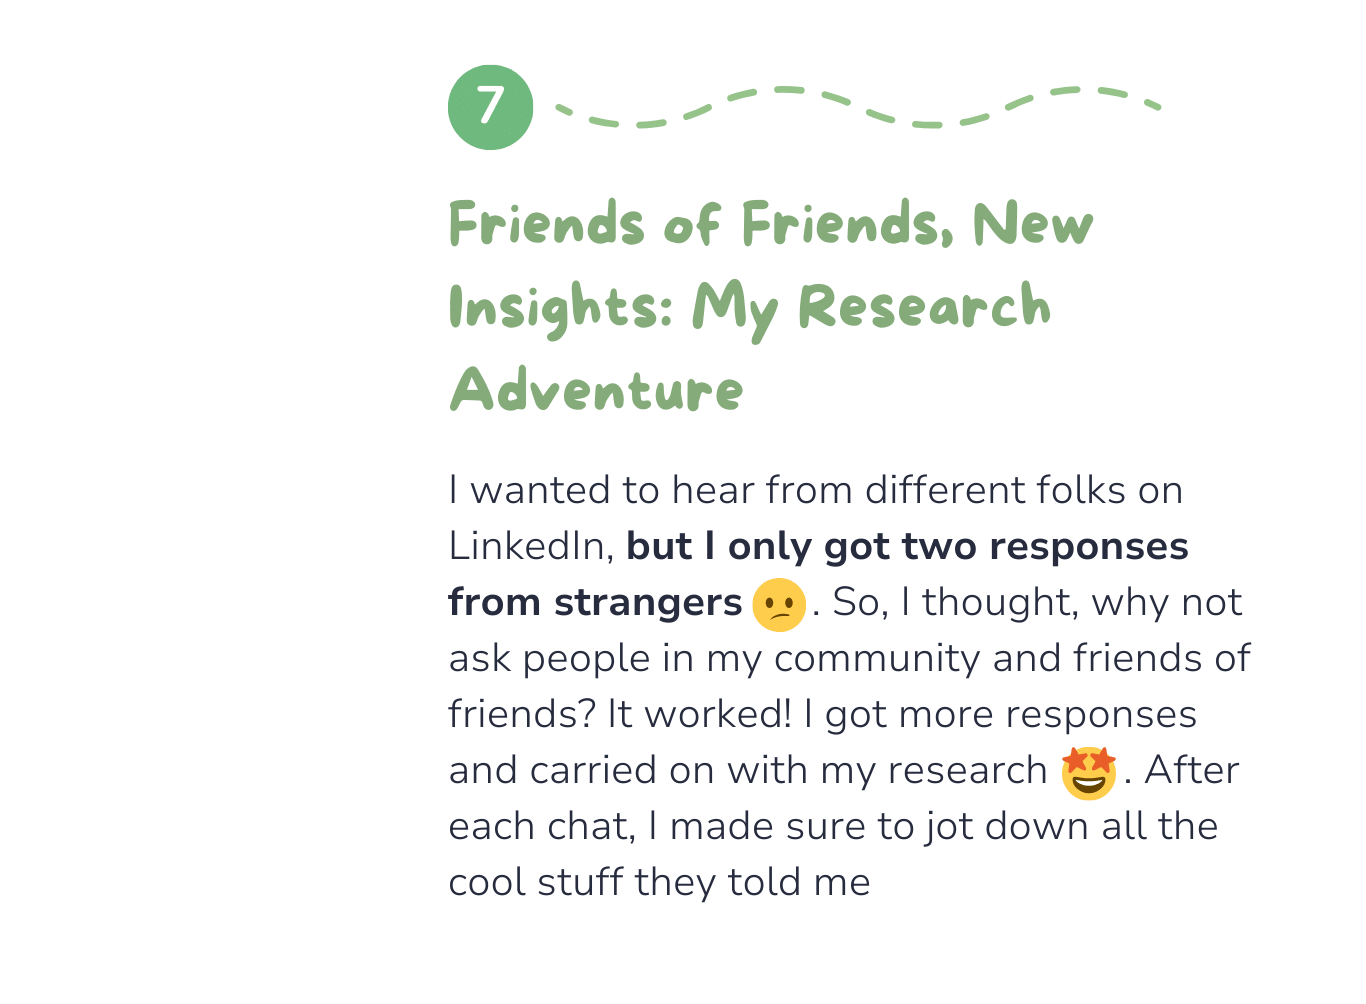 7
Friends of Friends, New
Insights: My Research
Adventure
I wanted to hear from different folks on
LinkedIn, but I only got two responses
from strangers 😕. So, I thought, why not
ask people in my community and friends of
friends? It worked! I got more responses
and carried on with my research 🤩. After
each chat, I made sure to jot down all the
cool stuff they told me